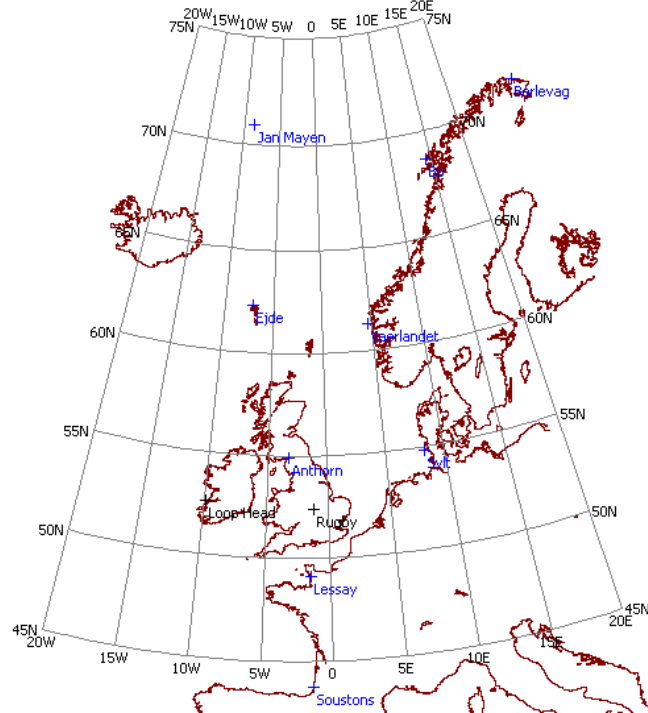 20W 15W 10W 5W 0 5E 10E 15E 20E
75N 75N
Berlevag
70N Jan Mayen 70N
Bo
65N 65N
Ejde 60N
60N Vaerlandet
55N 55N
Anthorn Sylt
Loop Head Rugby
50N 50N
Lessay
45N 45N
20W 15W 10W 5W 0 5E 10E 15E 20E
Soustons